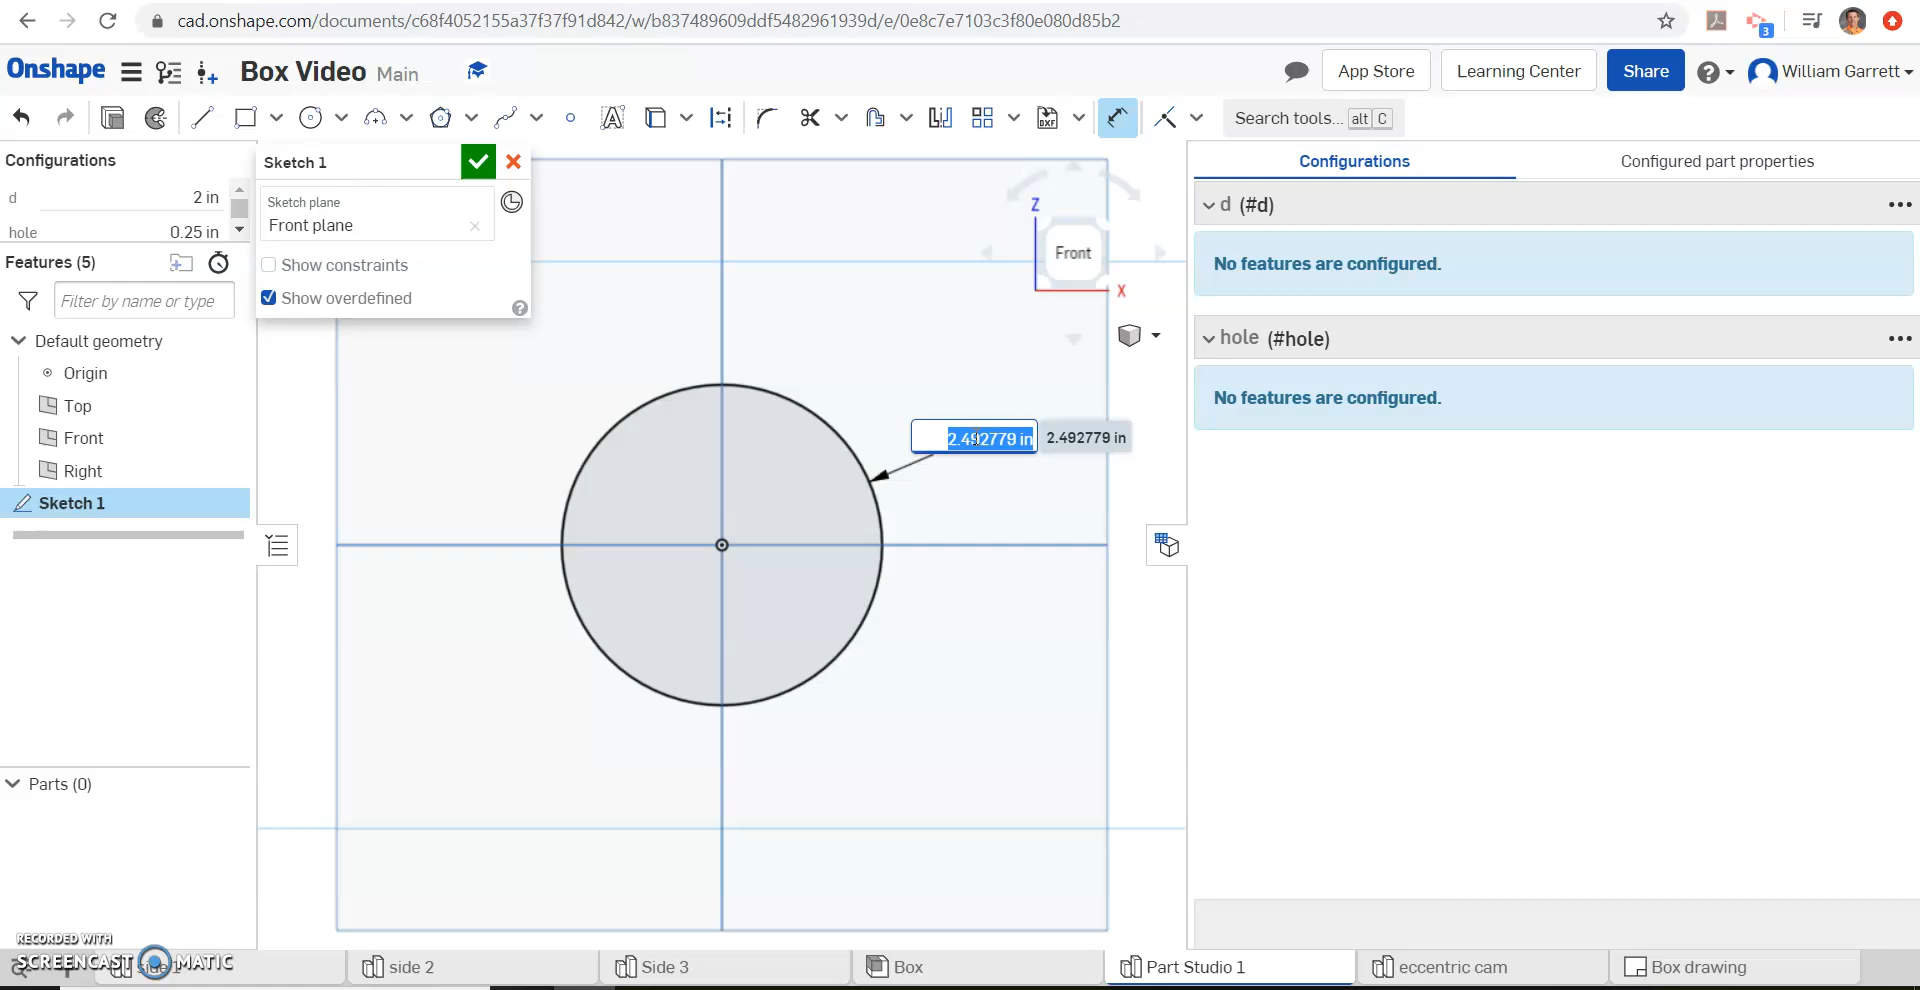 cad.onshape.com/documents/c68f4052155a37f37f91d842/w/b837489609ddf5482961939d/e/0e8c7e7103c3f80e080d85b2
3
Onshape Box Video Main App Store Learning Center Share ? William Garrett
DXF Search tools... alt C
Configurations
d 2 in
hole 0.25 in
Features (5)
Filter by name or type
Default geometry
Origin
Top
Front
Right
Sketch 1
Parts (0)
Sketch 1
Sketch plane
Front plane
Show constraints
Show overdefined
Z
Front
X
2.492779 in 2.492779 in
Configurations Configured part properties
d (#d)
No features are configured.
hole (#hole)
No features are configured.
RECORDED WITH
SCREENCAST MATIC
side 2 Side 3 Box Part Studio 1 eccentric cam Box drawing